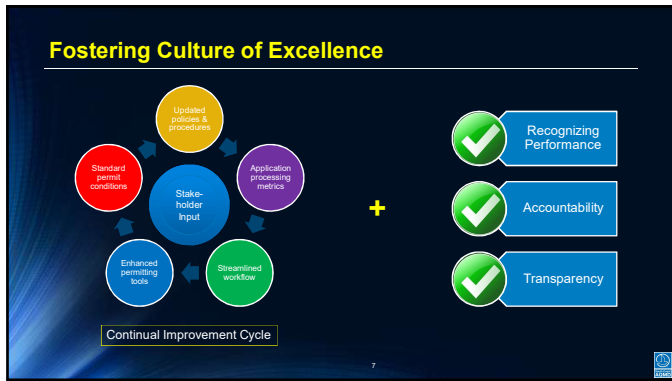 Fostering Culture of Excellence
Updated
policies &
procedures
Application
processing
metrics
Streamlined
workflow
Enhanced
permitting
tools
Standard
permit
conditions
Stake-
holder
Input
Continual Improvement Cycle
+
Recognizing
Performance
Accountability
Transparency
7
AQMD